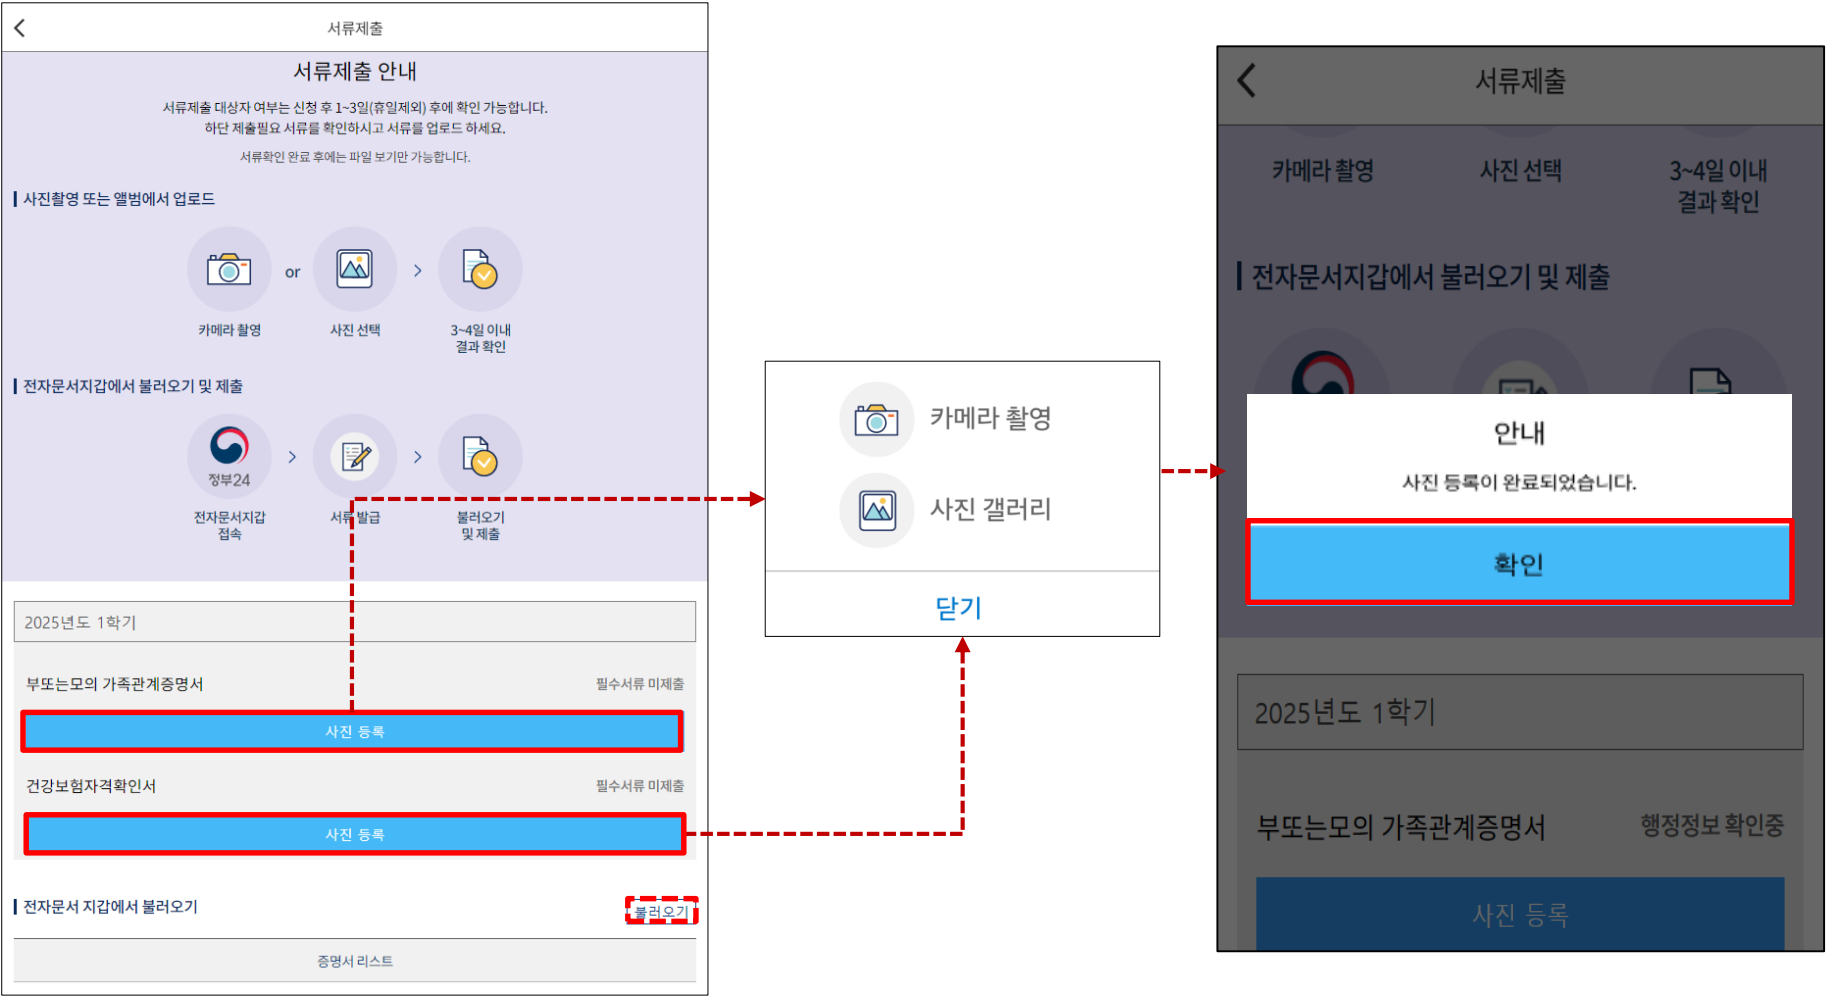 서류제출
서류제출 안내
서류제출 대상자 여부는 신청 후 1~3일(휴일제외) 후에 확인 가능합니다.
하단 제출필요 서류를 확인하시고 서류를 업로드 하세요.
서류확인 완료 후에는 파일 보기만 가능합니다.
사진촬영 또는 앨범에서 업로드
or
>
카메라 촬영
사진 선택
3~4일 이내
결과 확인
전자문서지갑에서 불러오기 및 제출
정부24
>
>
전자문서지갑
접속
서류 발급
불러오기
및 제출
2025년도 1학기
부또는모의 가족관계증명서
필수서류 미제출
사진 등록
건강보험자격확인서
필수서류 미제출
사진 등록
전자문서 지갑에서 불러오기
불러오기
증명서 리스트
카메라 촬영
사진 갤러리
닫기
서류제출
카메라 촬영
사진 선택
3~4일 이내
결과 확인
전자문서지갑에서 불러오기 및 제출
안내
사진 등록이 완료되었습니다.
확인
2025년도 1학기
부또는모의 가족관계증명서
행정정보 확인중
사진 등록